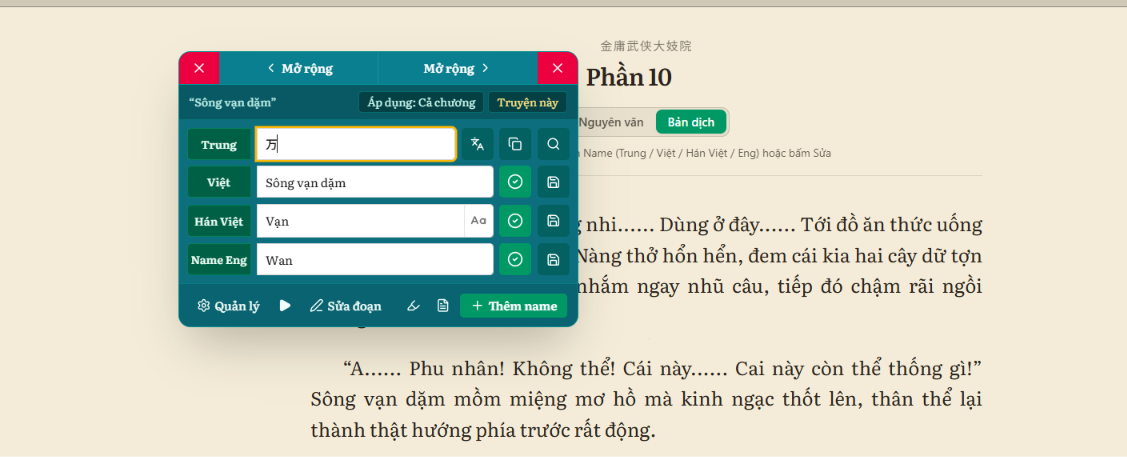 金庸武侠大妓院
Phần 10
Mở rộng
Mở rộng
“Sông vạn dặm”
Áp dụng: Cả chương
Truyện này
Nguyên văn
Bản dịch
Trung
万
Name (Trung / Việt / Hán Việt / Eng) hoặc bấm Sửa
Việt
Sông vạn dặm
Hán Việt
Vạn
Aa
Name Eng
Wan
Quản lý
Sửa đoạn
Thêm name
nhi…… Dùng ở đây…… Tới đồ ăn thức uống
Nàng thở hổn hển, đem cái kia hai cây dữ tợn
nhắm ngay nhũ câu, tiếp đó chậm rãi ngồi
“A…… Phu nhân! Không thể! Cái này…… Cai này còn thể thống gì!”
Sông vạn dặm mồm miệng mơ hồ mà kinh ngạc thốt lên, thân thể lại
thành thật hướng phía trước rất động.